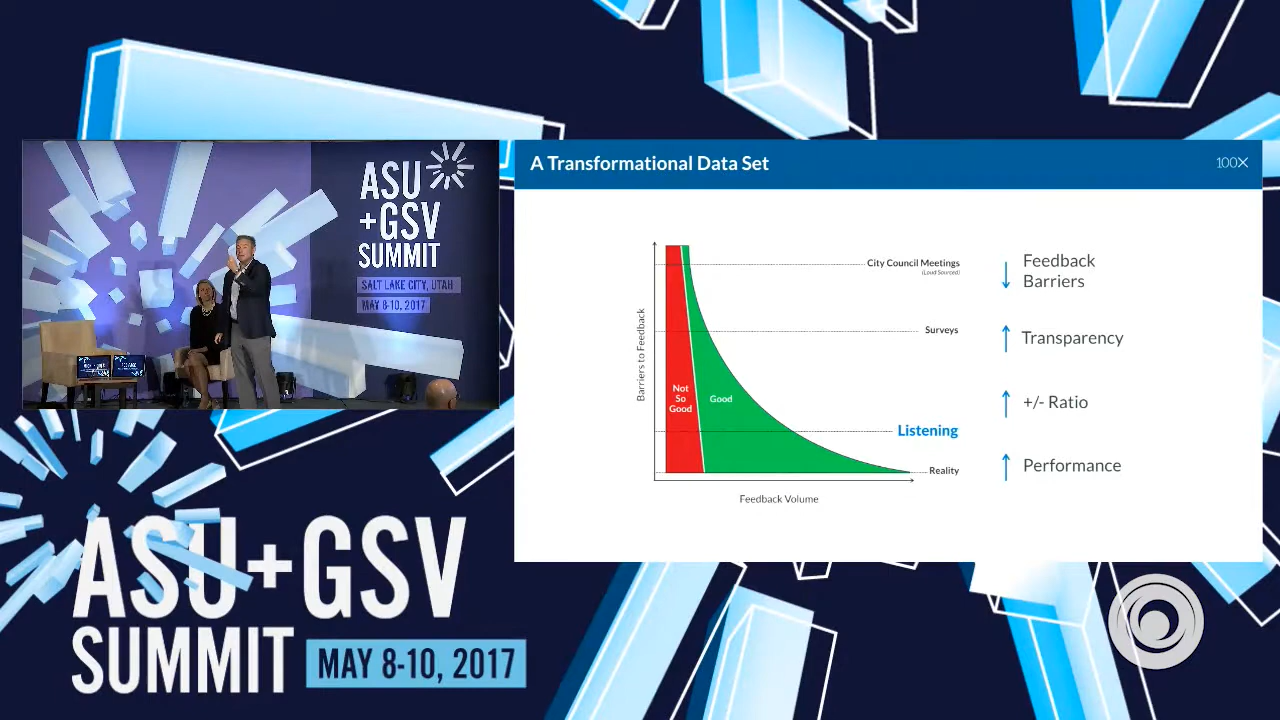 ASU
+GSV
SUMMIT
SALT LAKE CITY, UTAH
MAY 8-10, 2017
A Transformational Data Set
100X
Barriers to Feedback
City Council Meetings
(Loud Sourced)
Surveys
Not
So
Good
Good
Listening
Reality
Feedback Volume
↓ Feedback
Barriers
↑ Transparency
↑ +/- Ratio
↑ Performance
ASU+GSV
SUMMIT MAY 8-10, 2017